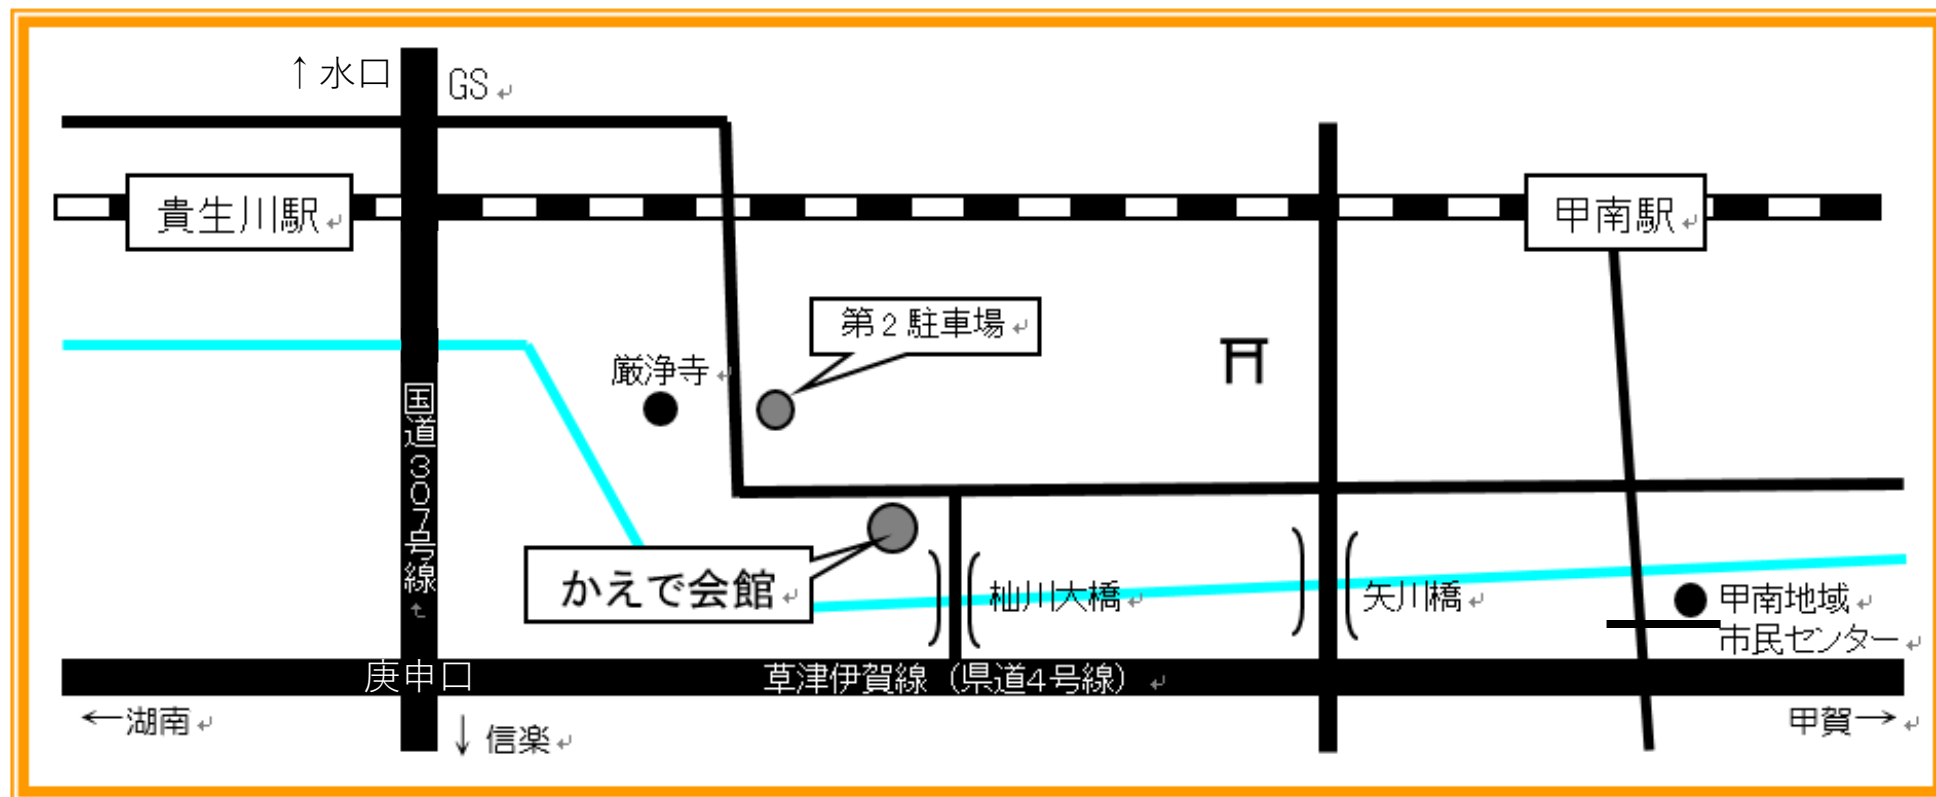 ↑水口
GS
貴生川駅
甲南駅
第2駐車場
厳浄寺
国道307号線
かえで会館
杣川大橋
矢川橋
甲南地域
市民センター
庚申口
草津伊賀線（県道4号線）
←湖南
↓信楽
甲賀→